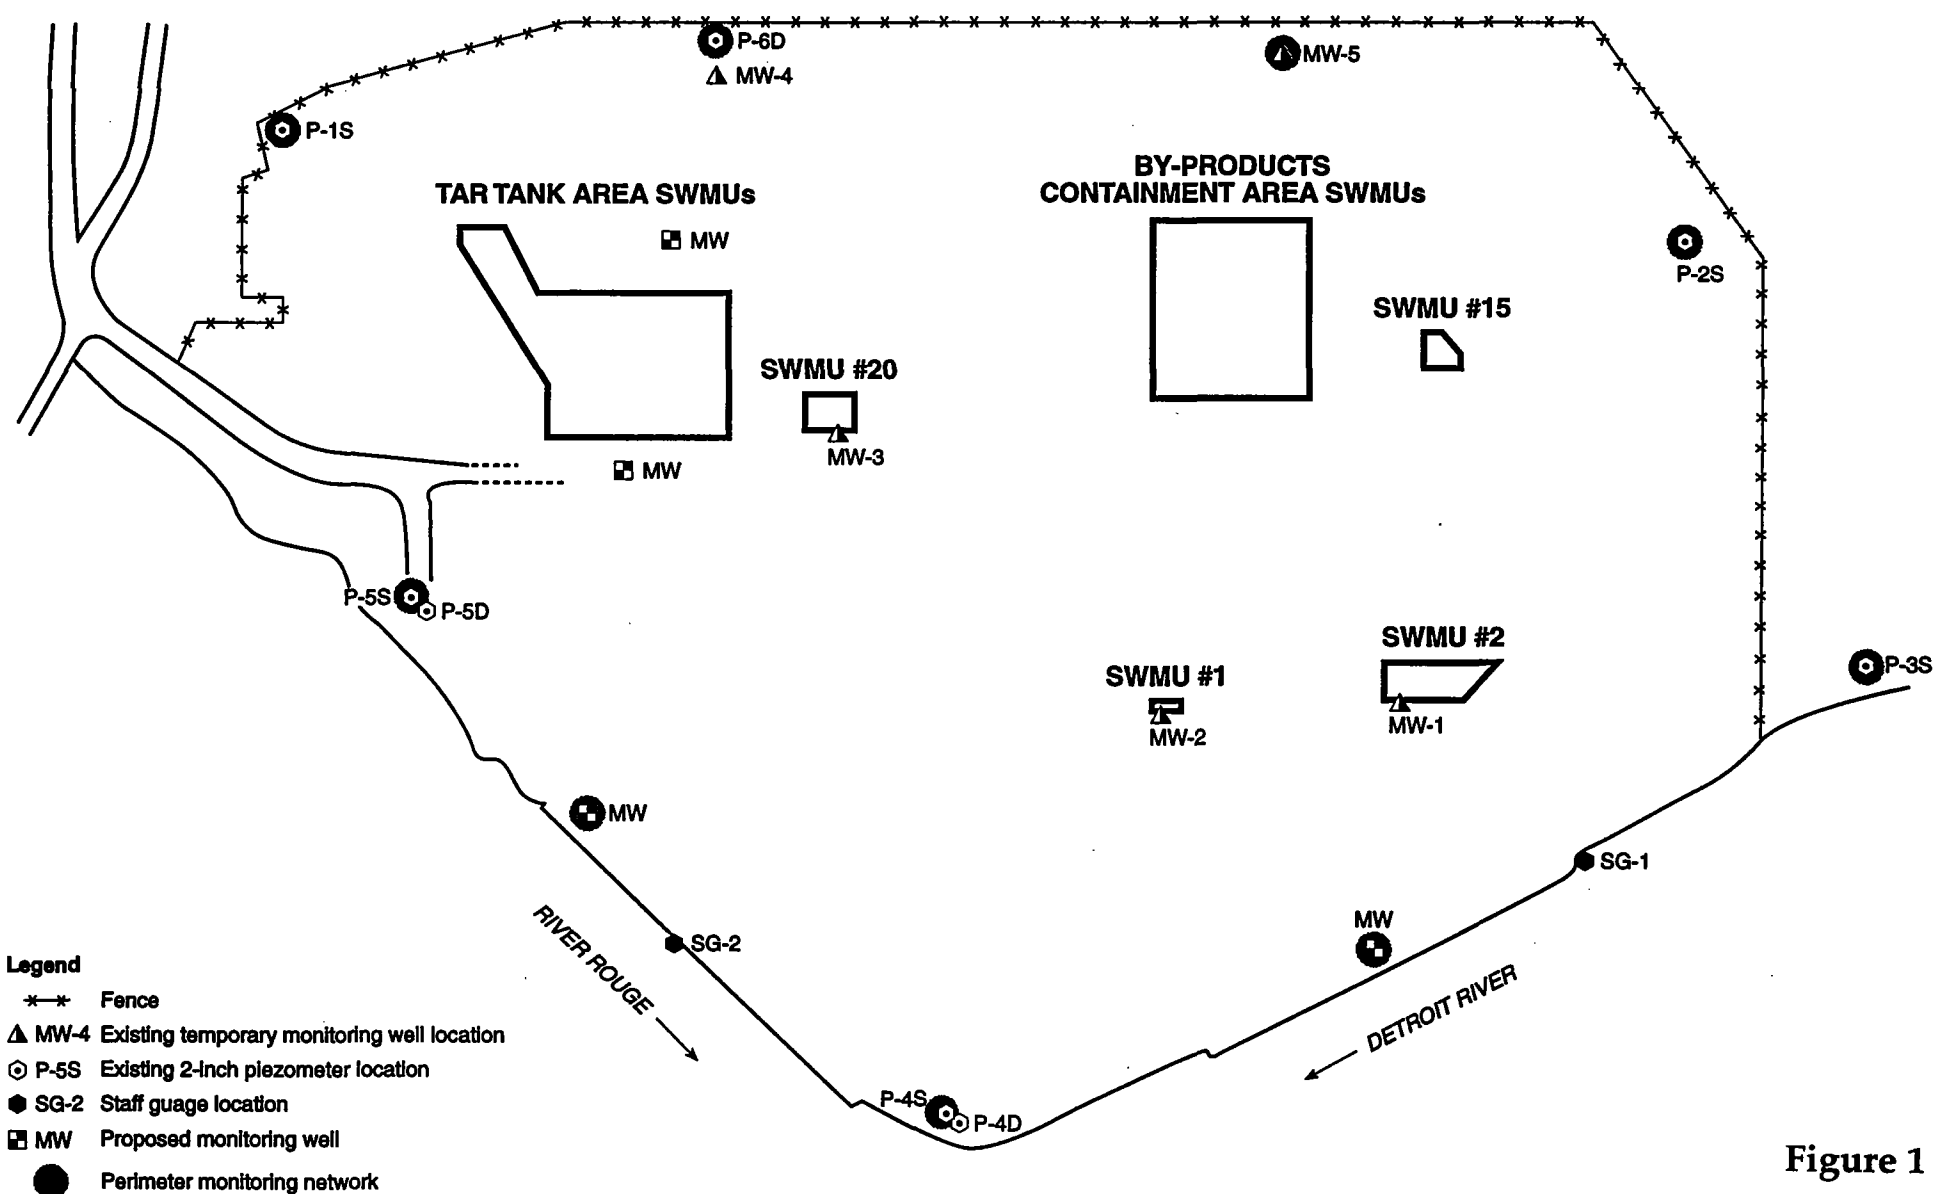 P-6D
MW-4
MW-5
P-1S
BY-PRODUCTS
CONTAINMENT AREA SWMUs
TAR TANK AREA SWMUs
MW
P-2S
SWMU #15
SWMU #20
MW-3
MW
P-5S
P-5D
SWMU #2
SWMU #1
P-3S
MW-1
MW-2
MW
SG-1
MW
RIVER ROUGE
SG-2
DETROIT RIVER
P-4S
P-4D
Legend
Fence
MW-4 Existing temporary monitoring well location
P-5S Existing 2-inch piezometer location
SG-2 Staff guage location
MW Proposed monitoring well
Perimeter monitoring network
Figure 1